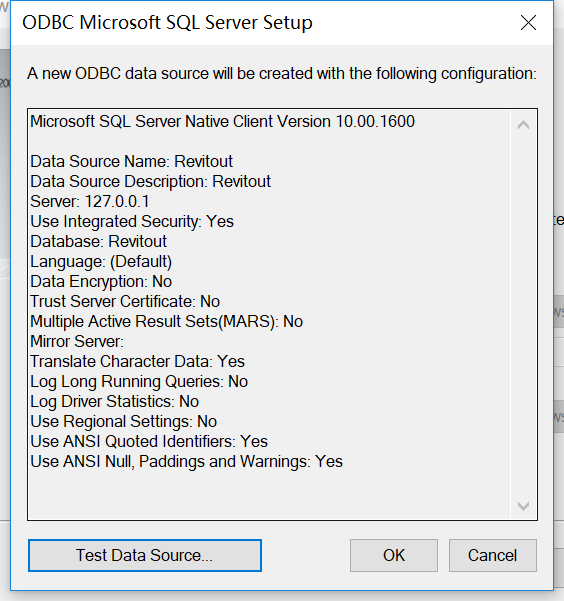 ODBC Microsoft SQL Server Setup
A new ODBC data source will be created with the following configuration:
Microsoft SQL Server Native Client Version 10.00.1600
Data Source Name: Revitout
Data Source Description: Revitout
Server: 127.0.0.1
Use Integrated Security: Yes
Database: Revitout
Language: (Default)
Data Encryption: No
Trust Server Certificate: No
Multiple Active Result Sets(MARS): No
Mirror Server:
Translate Character Data: Yes
Log Long Running Queries: No
Log Driver Statistics: No
Use Regional Settings: No
Use ANSI Quoted Identifiers: Yes
Use ANSI Null, Paddings and Warnings: Yes
Test Data Source...
OK
Cancel